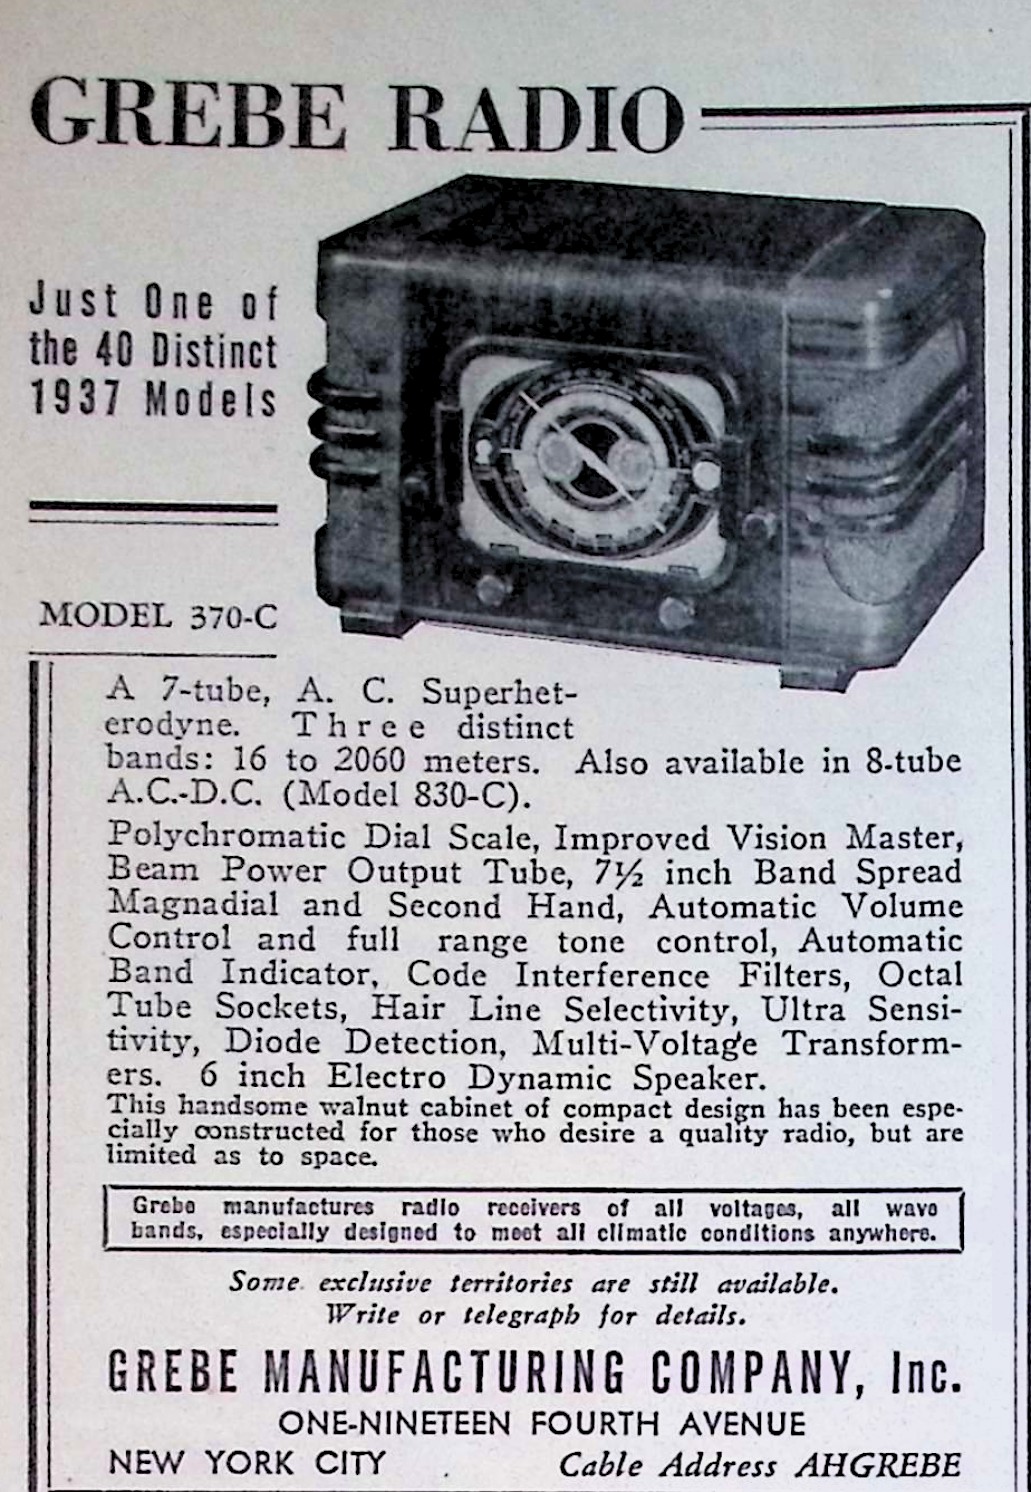 GREBE RADIO
Just One of
the 40 Distinct
1937 Models
MODEL 370-C
A 7-tube, A. C. Superhet-
erodyne. Three distinct
bands: 16 to 2060 meters. Also available in 8-tube
A.C.-D.C. (Model 830-C).
Polychromatic Dial Scale, Improved Vision Master,
Beam Power Output Tube, 7½ inch Band Spread
Magnadial and Second Hand, Automatic Volume
Control and full range tone control, Automatic
Band Indicator, Code Interference Filters, Octal
Tube Sockets, Hair Line Selectivity, Ultra Sensi-
tivity, Diode Detection, Multi-Voltage Transform-
ers. 6 inch Electro Dynamic Speaker.
This handsome walnut cabinet of compact design has been espe-
cially constructed for those who desire a quality radio, but are
limited as to space.
Grebe manufactures radio receivers of all voltages, all wave
bands, especially designed to meet all climatic conditions anywhere.
Some exclusive territories are still available.
Write or telegraph for details.
GREBE MANUFACTURING COMPANY, Inc.
ONE-NINETEEN FOURTH AVENUE
NEW YORK CITY Cable Address AHGREBE